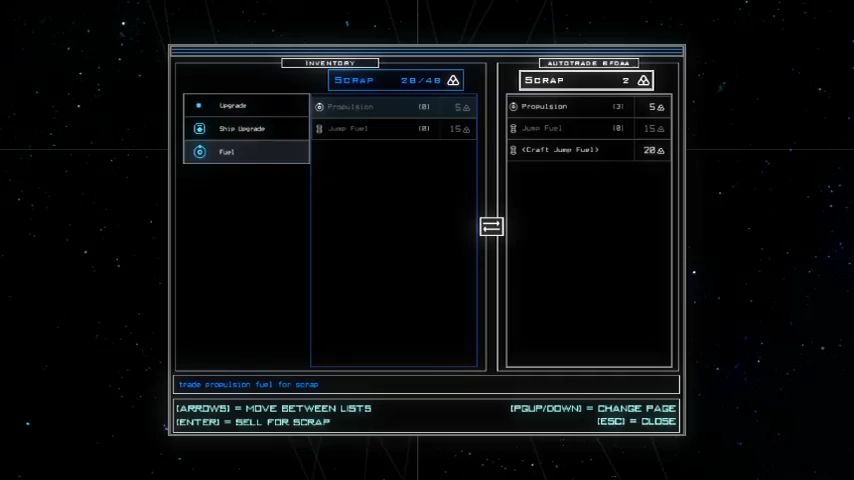 INVENTORY
SCRAP 28/48
Upgrade
Ship Upgrade
Fuel
Propulsion (0) 5
Jump Fuel (0) 15
SCRAP 2
Propulsion (3) 5
Jump Fuel (0) 15
<Craft Jump Fuel> 20
trade propulsion fuel for scrap
[ARROWS] = MOVE BETWEEN LISTS
[ENTER] = SELL FOR SCRAP
[PGUP/DOWN] = CHANGE PAGE
[ESC] = CLOSE